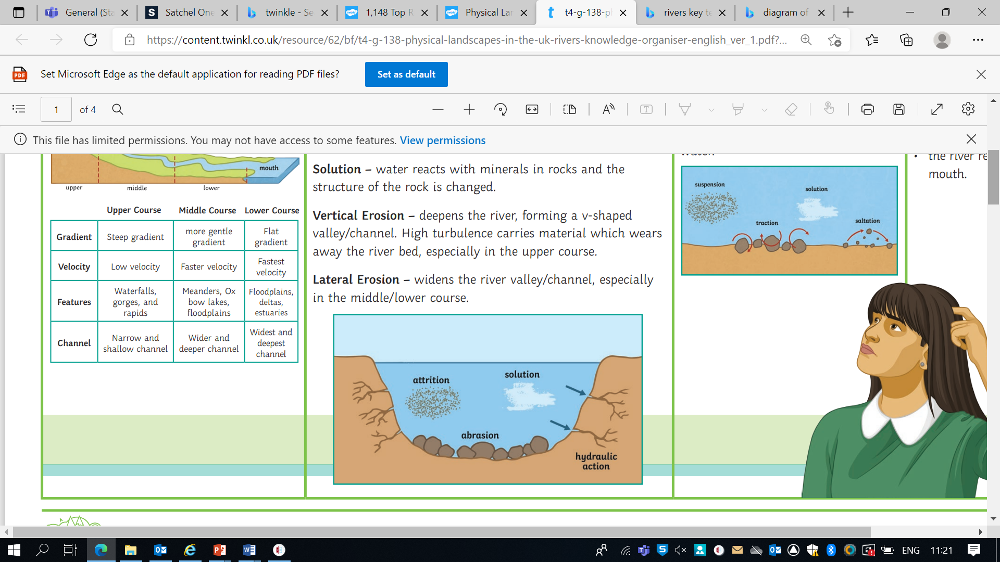 General (Sta
Satchel One
twinkle - Se
1,148 Top R
Physical Lan
t4-g-138-p
rivers key te
diagram of
https://content.twinkl.co.uk/resource/62/bf/t4-g-138-physical-landscapes-in-the-uk-rivers-knowledge-organiser-english_ver_1.pdf?...
PDF
Set Microsoft Edge as the default application for reading PDF files?
Set as default
1 of 4
This file has limited permissions. You may not have access to some features. View permissions
mouth
upper middle lower
Upper Course Middle Course Lower Course
Gradient
Steep gradient
more gentle
gradient
Flat
gradient
Velocity
Low velocity
Faster velocity
Fastest
velocity
Features
Waterfalls,
gorges, and
rapids
Meanders, Ox
bow lakes,
floodplains
Floodplains,
deltas,
estuaries
Channel
Narrow and
shallow channel
Wider and
deeper channel
Widest and
deepest
channel
Solution – water reacts with minerals in rocks and the
structure of the rock is changed.
Vertical Erosion – deepens the river, forming a v-shaped
valley/channel. High turbulence carries material which wears
away the river bed, especially in the upper course.
Lateral Erosion – widens the river valley/channel, especially
in the middle/lower course.
attrition
solution
abrasion
hydraulic
action
water.
suspension
solution
traction
saltation
• the river re
mouth.
ENG 11:21